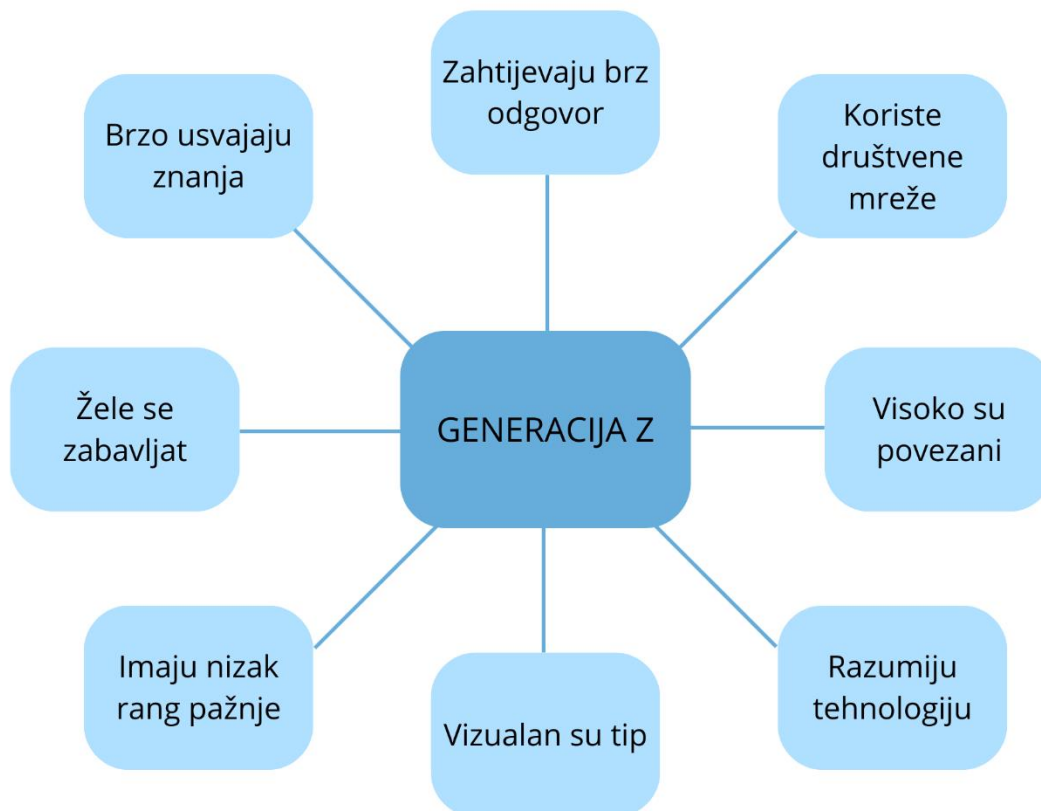 Zahtijevaju brz
odgovor
Brzo usvajaju
znanja
Koriste
društvene
mreže
Žele se
zabavljat
GENERACIJA Z
Visoko su
povezani
Imaju nizak
rang pažnje
Vizualan su tip
Razumiju
tehnologiju